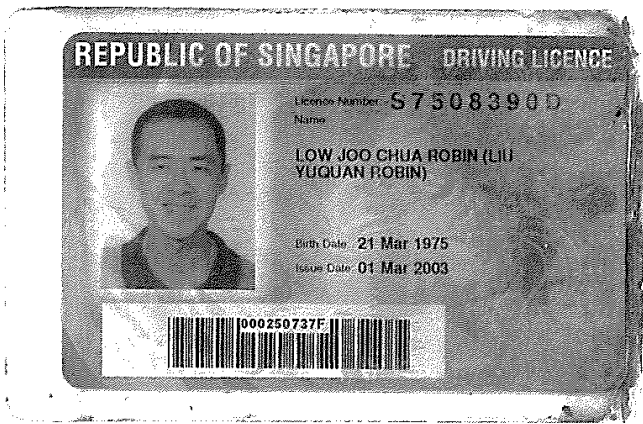 REPUBLIC OF SINGAPORE DRIVING LICENCE
Licence Number S7508390D
Name
LOW JOO CHUA ROBIN (LIU
YUQUAN ROBIN)
Birth Date 21 Mar 1975
Issue Date 01 Mar 2003
000250737F